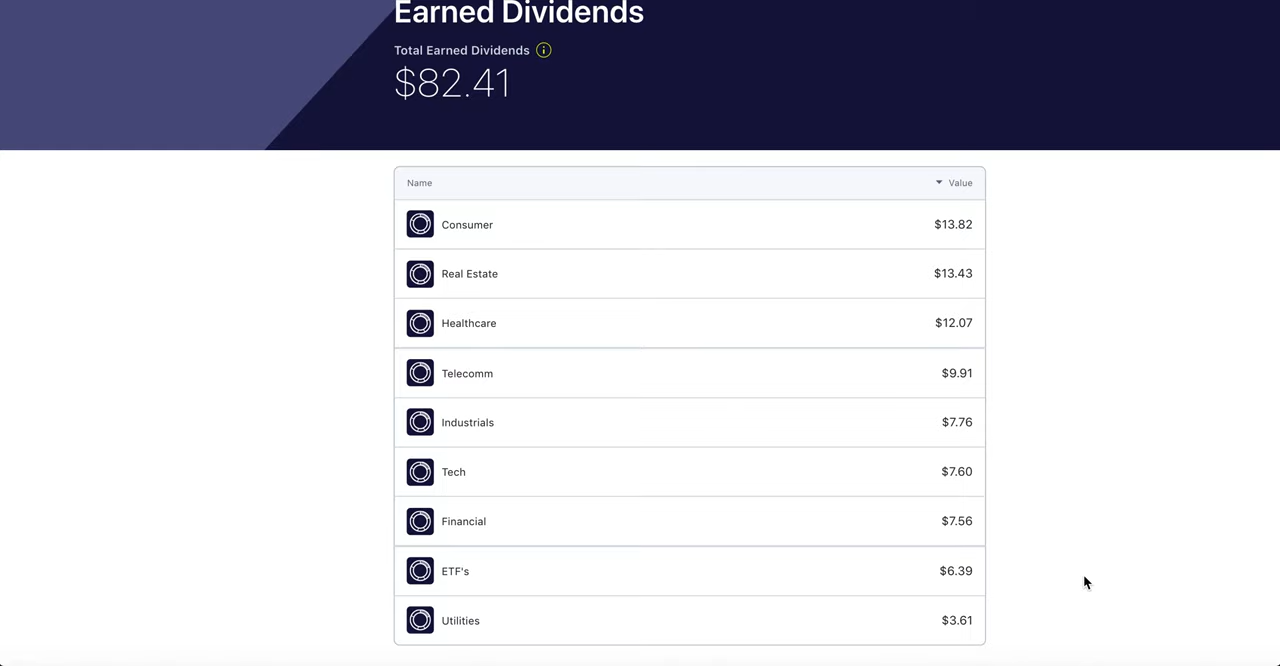 Earned Dividends
Total Earned Dividends
$82.41
Name Value
Consumer $13.82
Real Estate $13.43
Healthcare $12.07
Telecomm $9.91
Industrials $7.76
Tech $7.60
Financial $7.56
ETF's $6.39
Utilities $3.61